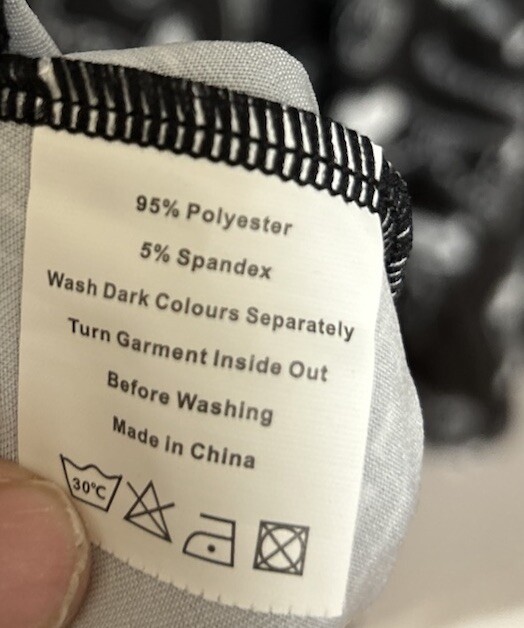 95% Polyester
5% Spandex
Wash Dark Colours Separately
Turn Garment Inside Out
Before Washing
Made in China
30°C